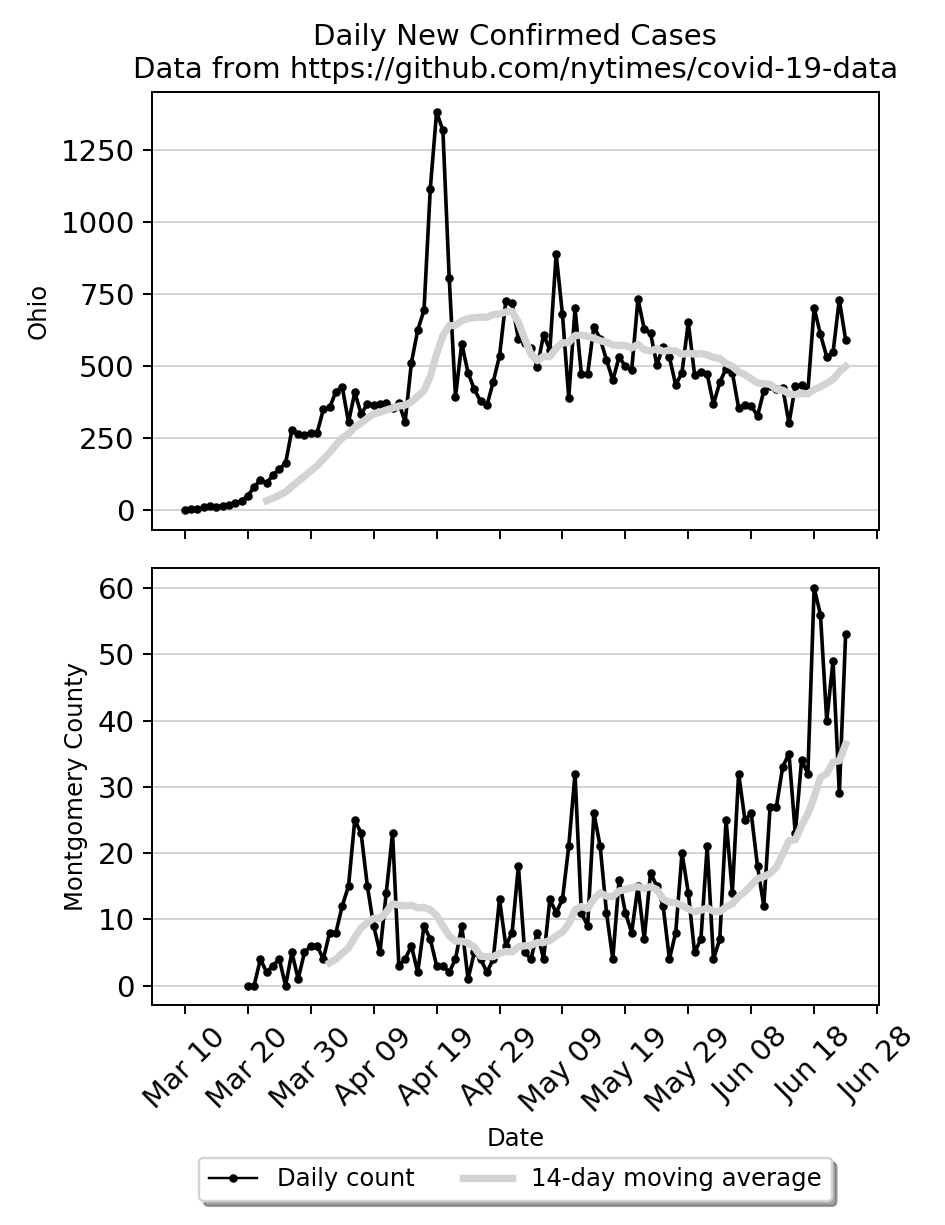 Daily New Confirmed Cases
Data from https://github.com/nytimes/covid-19-data
1250
1000
750
500
250
0
Ohio
60
50
40
30
20
10
0
Montgomery County
Mar 10
Mar 20
Mar 30
Apr 09
Apr 19
Apr 29
May 09
May 19
May 29
Jun 08
Jun 18
Jun 28
Date
Daily count
14-day moving average